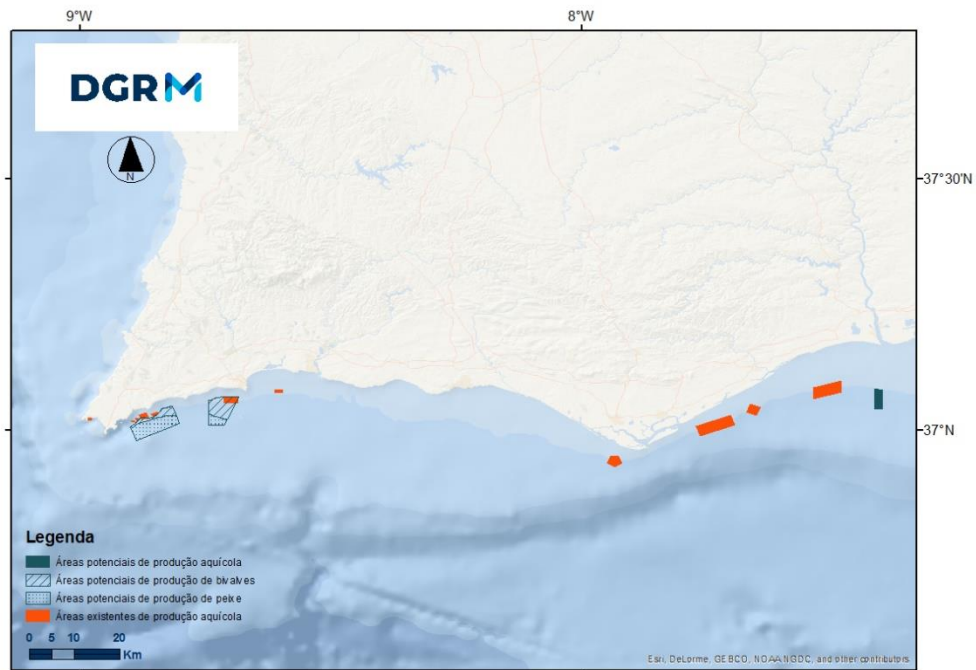 9°W 8°W
DGRM
N
37°30'N
37°N
Legenda
Áreas potenciais de produção aquícola
Áreas potenciais de produção de bivalves
Áreas potenciais de produção de peixe
Áreas existentes de produção aquícola
0 5 10 20
Km
Esri, DeLorme, GEBCO, NOAA NGDC, and other contributors